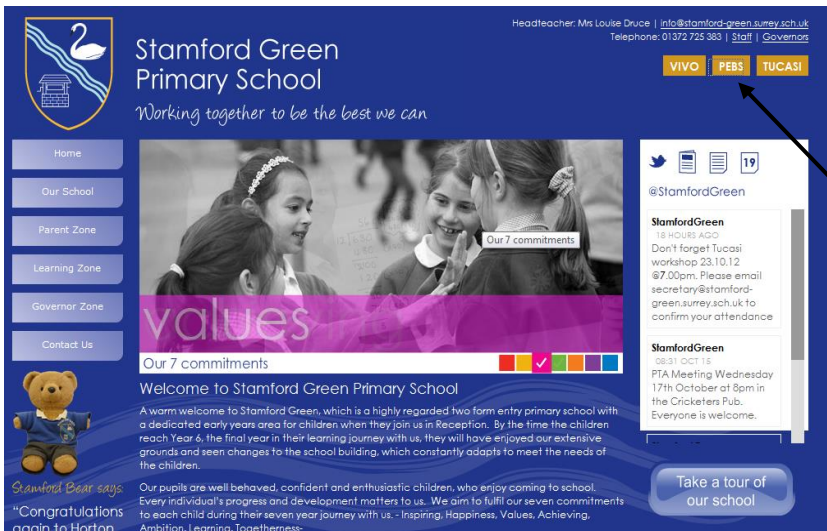 Headteacher: Mrs Louise Druce | info@stamford-green.surrey.sch.uk
Telephone: 01372 725 383 | Staff | Governors
VIVO PEBS TUCASI
Stamford Green
Primary School
Working together to be the best we can
Home
Our School
Parent Zone
Learning Zone
Governor Zone
Contact Us
Our 7 commitments
values
Our 7 commitments
19
@StamfordGreen
StamfordGreen
18 HOURS AGO
Don't forget Tucasi
workshop 23.10.12
@7.00pm. Please email
secretary@stamford-
green.surrey.sch.uk to
confirm your attendance
StamfordGreen
08:31 OCT 15
PTA Meeting Wednesday
17th October at 8pm in
the Cricketers Pub.
Everyone is welcome.
Welcome to Stamford Green Primary School
A warm welcome to Stamford Green, which is a highly regarded two form entry primary school with
a dedicated early years area for children when they join us in Reception. By the time the children
reach Year 6, the final year in their learning journey with us, they will have enjoyed our extensive
grounds and seen changes to the school building, which constantly adapts to meet the needs of
the children.
Our pupils are well behaved, confident and enthusiastic children, who enjoy coming to school.
Every individual's progress and development matters to us. We aim to fulfil our seven commitments
to each child during their seven year journey with us. - Inspiring, Happiness, Values, Achieving,
Ambition, Learning, Togetherness-
Stamford Bear says:
"Congratulations
again to Horton
Take a tour of
our school